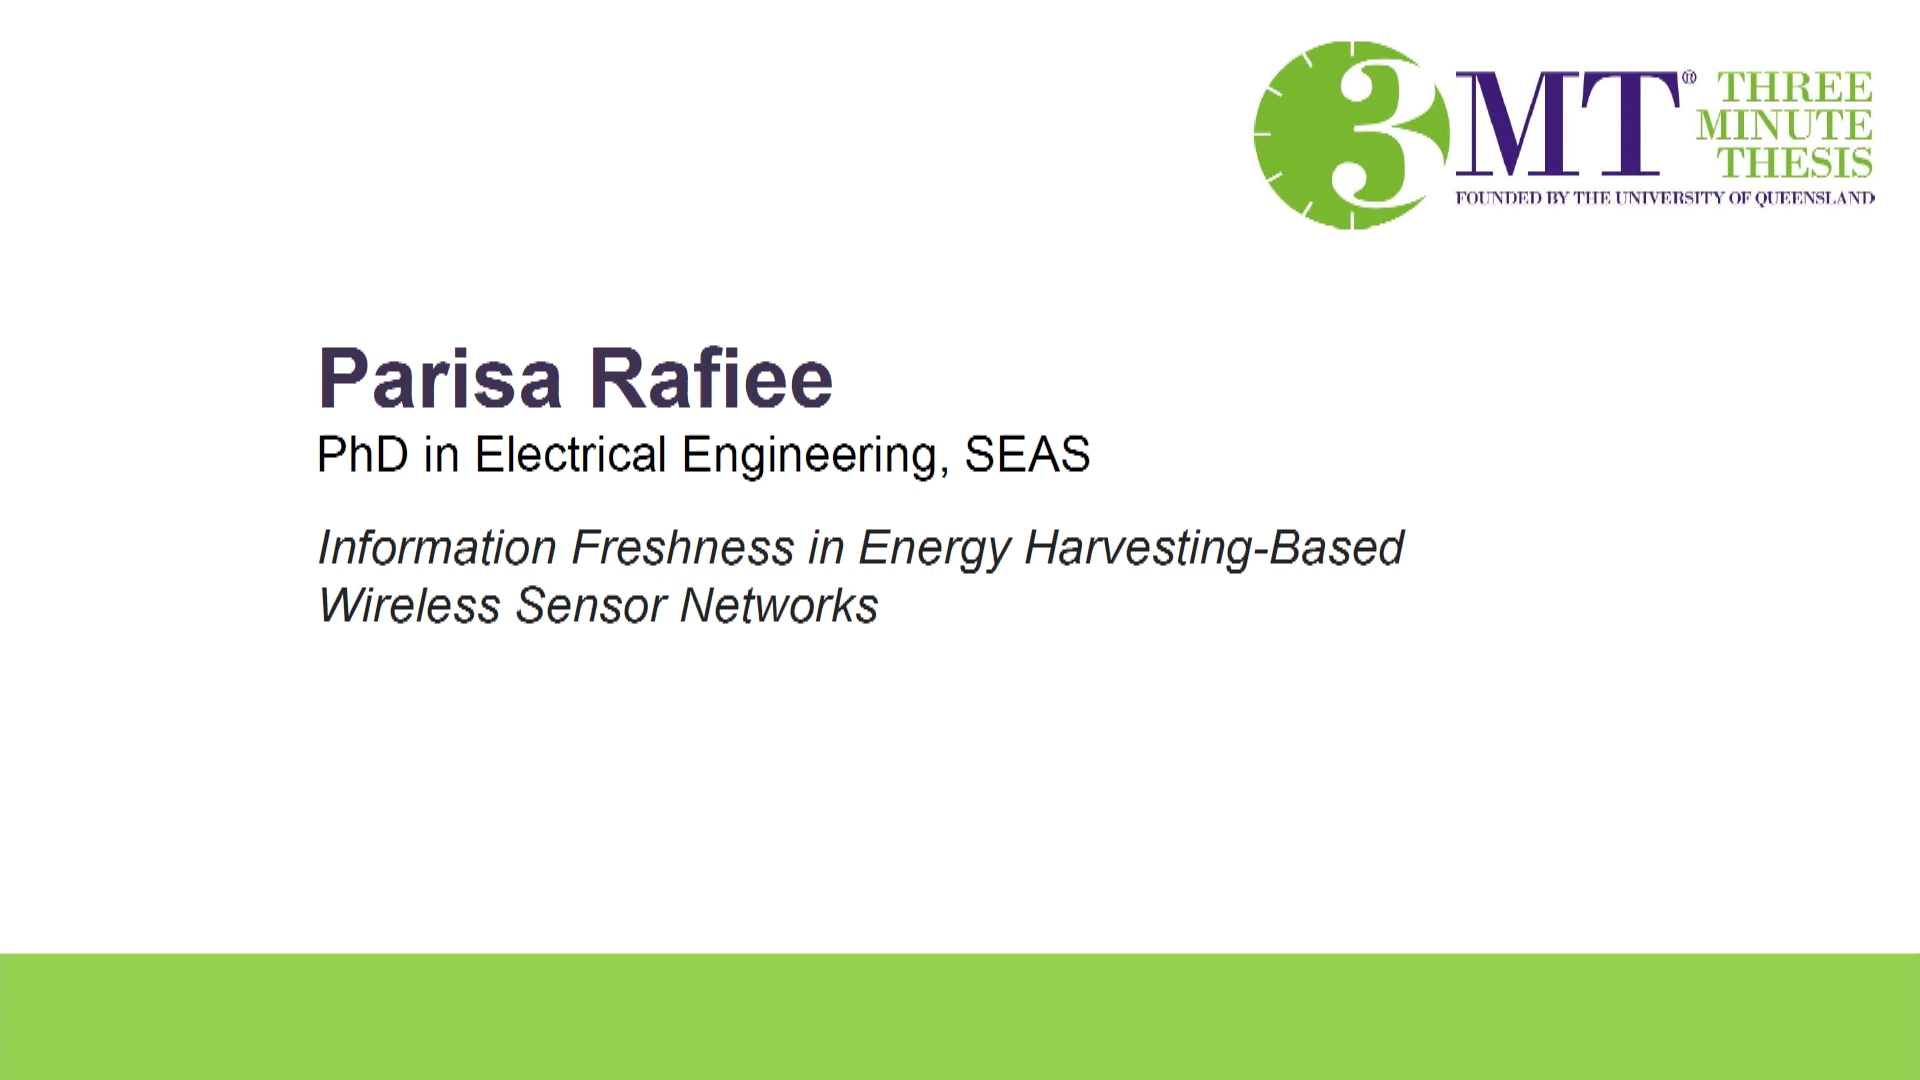 3MT® THREE
MINUTE
THESIS
FOUNDED BY THE UNIVERSITY OF QUEENSLAND
Parisa Rafiee
PhD in Electrical Engineering, SEAS
Information Freshness in Energy Harvesting-Based
Wireless Sensor Networks